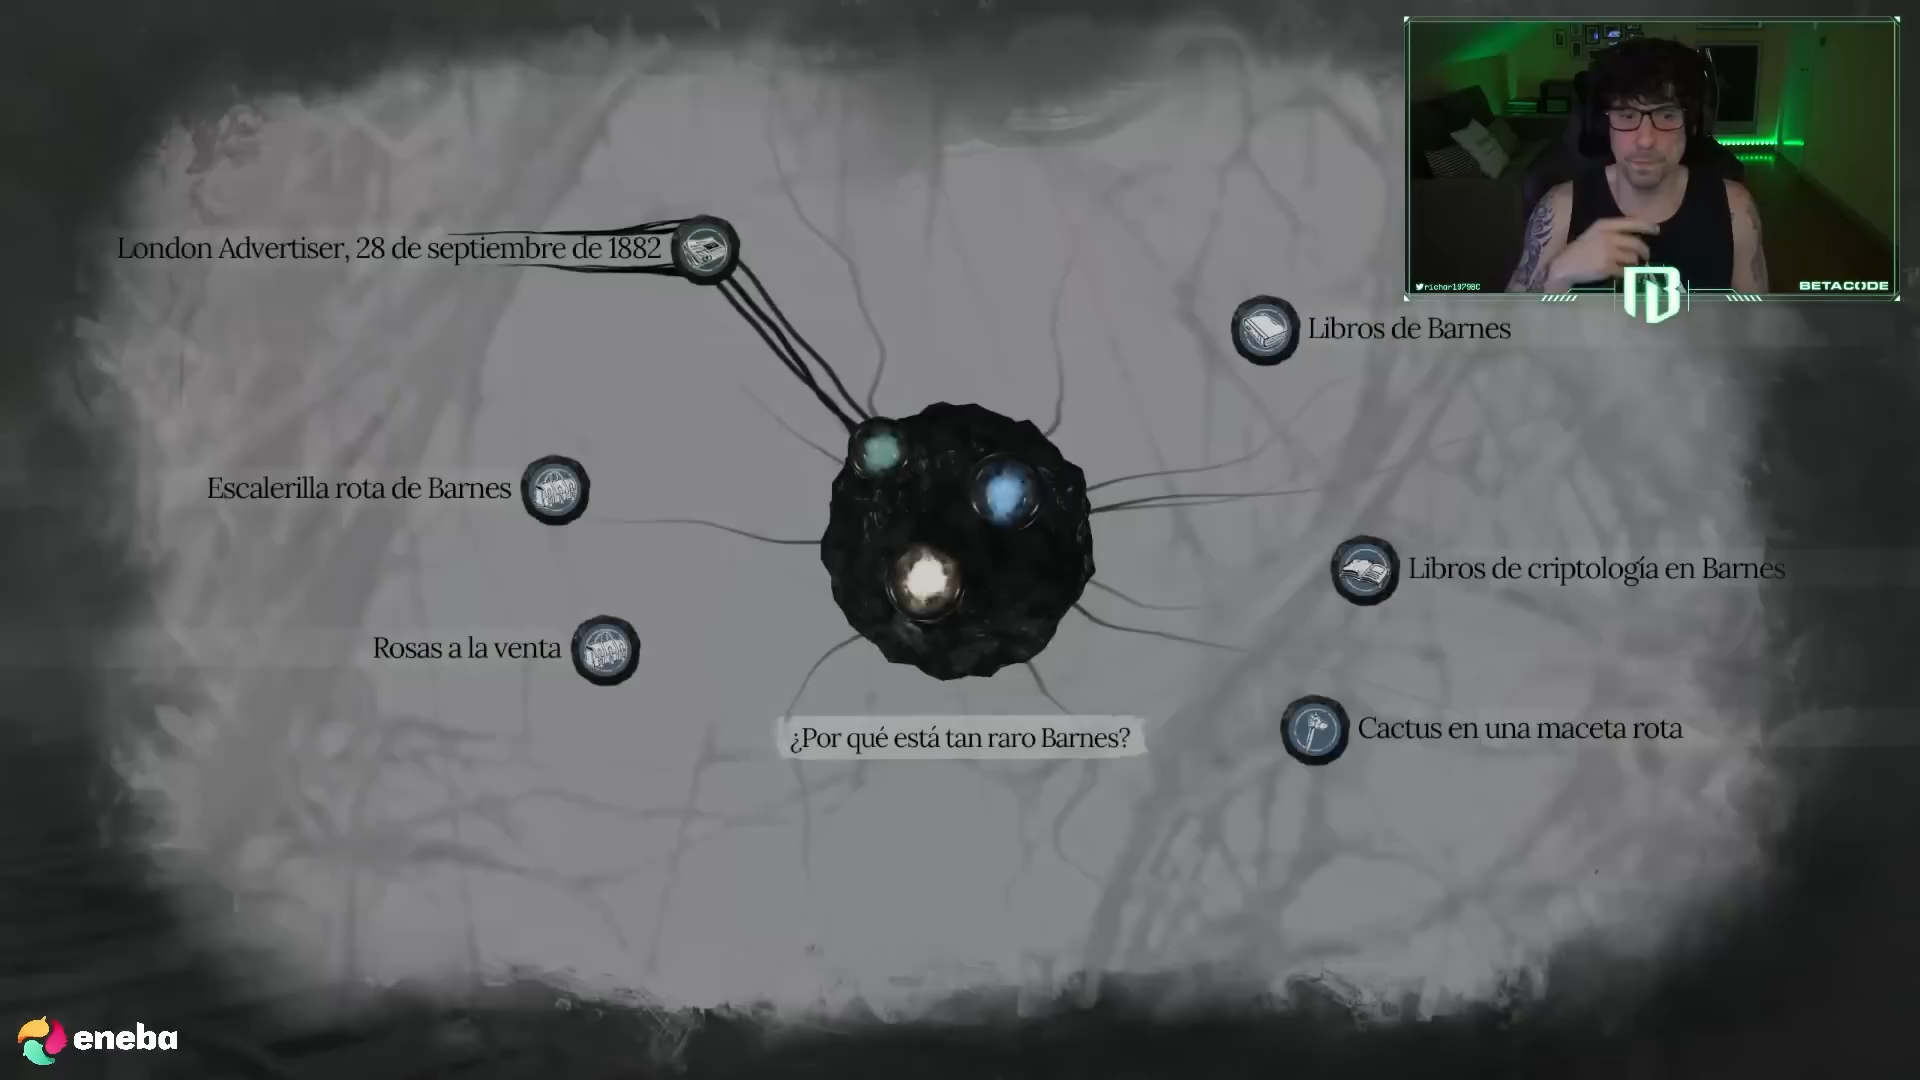 London Advertiser, 28 de septiembre de 1882
Libros de Barnes
Escalerilla rota de Barnes
Libros de criptología en Barnes
Rosas a la venta
Cactus en una maceta rota
¿Por qué está tan raro Barnes?
richar1979BC
BETACODE
eneba